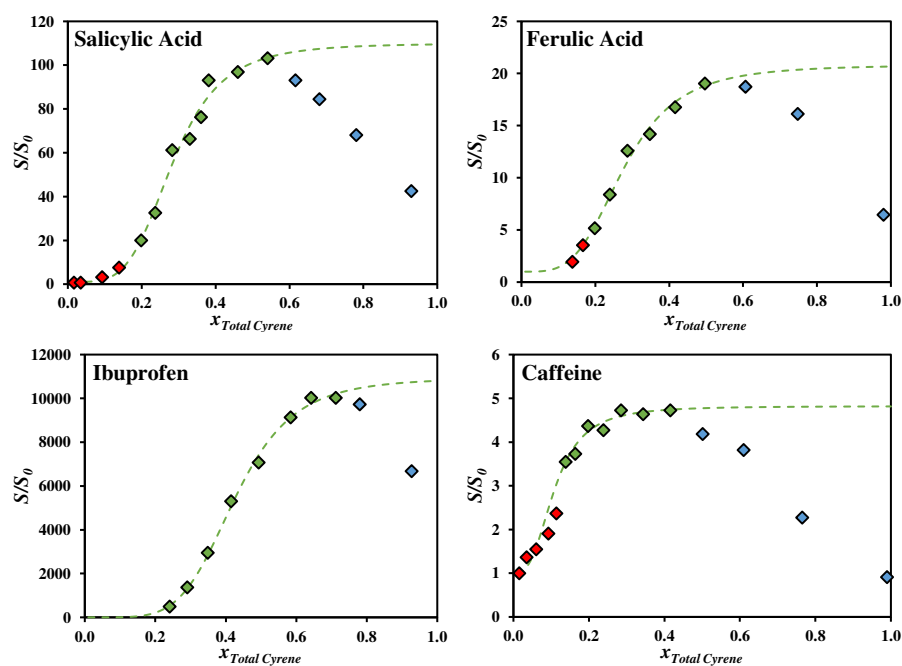 Salicylic Acid
S/S0
120
100
80
60
40
20
0
0.0 0.2 0.4 0.6 0.8 1.0
xTotal Cyrene
Ferulic Acid
S/S0
25
20
15
10
5
0
0.0 0.2 0.4 0.6 0.8 1.0
xTotal Cyrene
Ibuprofen
S/S0
12000
10000
8000
6000
4000
2000
0
0.0 0.2 0.4 0.6 0.8 1.0
xTotal Cyrene
Caffeine
S/S0
6
5
4
3
2
1
0
0.0 0.2 0.4 0.6 0.8 1.0
xTotal Cyrene